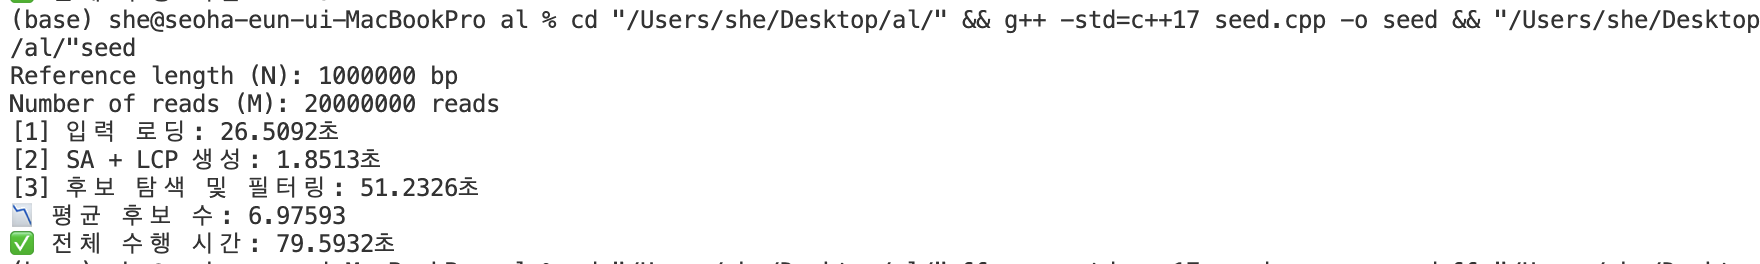 (base) she@seoha-eun-ui-MacBookPro al % cd "/Users/she/Desktop/al/" && g++ -std=c++17 seed.cpp -o seed && "/Users/she/Desktop
/al/"seed
Reference length (N): 1000000 bp
Number of reads (M): 20000000 reads
[1] 입력 로딩: 26.5092초
[2] SA + LCP 생성: 1.8513초
[3] 후보 탐색 및 필터링: 51.2326초
📉 평균 후보 수: 6.97593
✅ 전체 수행 시간: 79.5932초